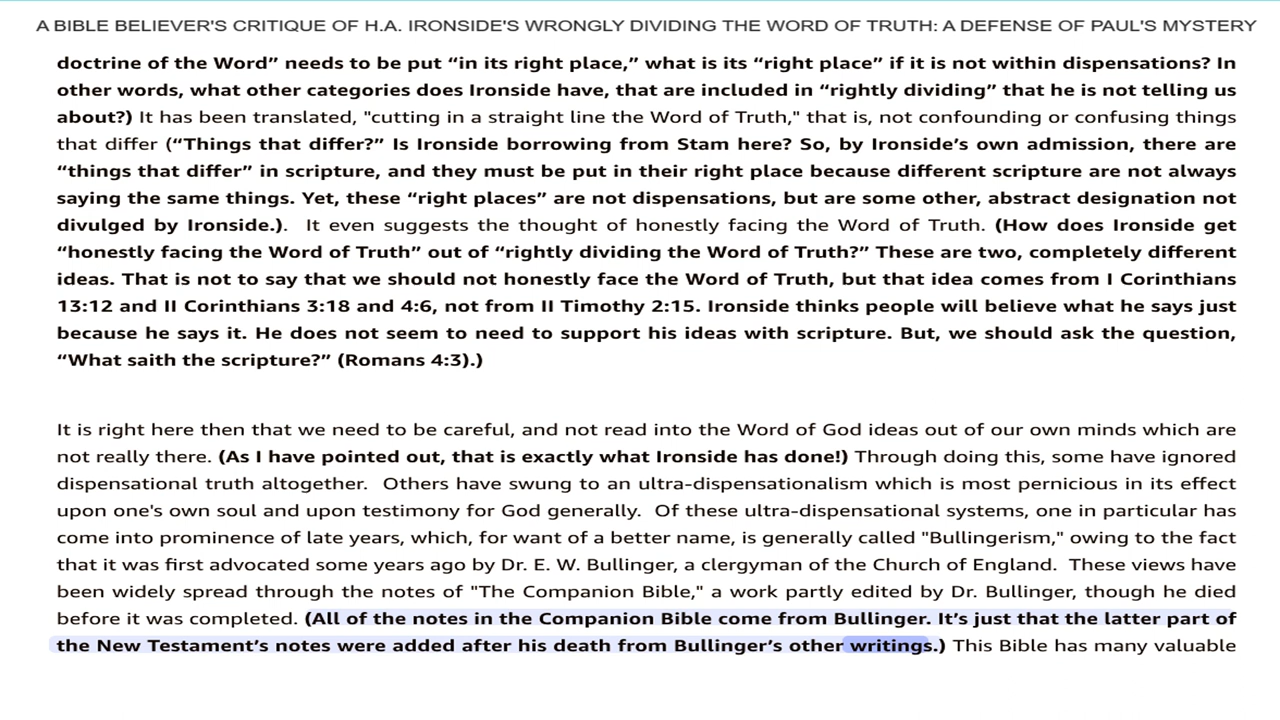 A BIBLE BELIEVER'S CRITIQUE OF H.A. IRONSIDE'S WRONGLY DIVIDING THE WORD OF TRUTH: A DEFENSE OF PAUL'S MYSTERY
doctrine of the Word” needs to be put “in its right place,” what is its “right place” if it is not within dispensations? In
other words, what other categories does Ironside have, that are included in “rightly dividing” that he is not telling us
about?) It has been translated, "cutting in a straight line the Word of Truth," that is, not confounding or confusing things
that differ (“Things that differ?” Is Ironside borrowing from Stam here? So, by Ironside’s own admission, there are
“things that differ” in scripture, and they must be put in their right place because different scripture are not always
saying the same things. Yet, these “right places” are not dispensations, but are some other, abstract designation not
divulged by Ironside.). It even suggests the thought of honestly facing the Word of Truth. (How does Ironside get
“honestly facing the Word of Truth” out of “rightly dividing the Word of Truth?” These are two, completely different
ideas. That is not to say that we should not honestly face the Word of Truth, but that idea comes from I Corinthians
13:12 and II Corinthians 3:18 and 4:6, not from II Timothy 2:15. Ironside thinks people will believe what he says just
because he says it. He does not seem to need to support his ideas with scripture. But, we should ask the question,
“What saith the scripture?” (Romans 4:3).)
It is right here then that we need to be careful, and not read into the Word of God ideas out of our own minds which are
not really there. (As I have pointed out, that is exactly what Ironside has done!) Through doing this, some have ignored
dispensational truth altogether. Others have swung to an ultra-dispensationalism which is most pernicious in its effect
upon one's own soul and upon testimony for God generally. Of these ultra-dispensational systems, one in particular has
come into prominence of late years, which, for want of a better name, is generally called "Bullingerism," owing to the fact
that it was first advocated some years ago by Dr. E. W. Bullinger, a clergyman of the Church of England. These views have
been widely spread through the notes of "The Companion Bible," a work partly edited by Dr. Bullinger, though he died
before it was completed. (All of the notes in the Companion Bible come from Bullinger. It’s just that the latter part of
the New Testament’s notes were added after his death from Bullinger’s other writings.) This Bible has many valuable